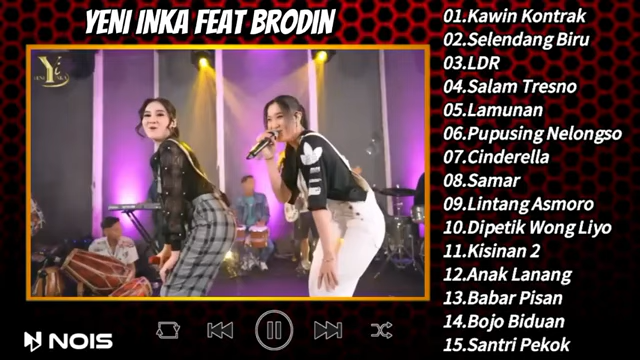 YENI INKA FEAT BRODIN
01.Kawin Kontrak
02.Selendang Biru
03.LDR
04.Salam Tresno
05.Lamunan
06.Pupusing Nelongso
07.Cinderella
08.Samar
09.Lintang Asmoro
10.Dipetik Wong Liyo
11.Kisinan 2
12.Anak Lanang
13.Babar Pisan
14.Bojo Biduan
15.Santri Pekok
NOIS